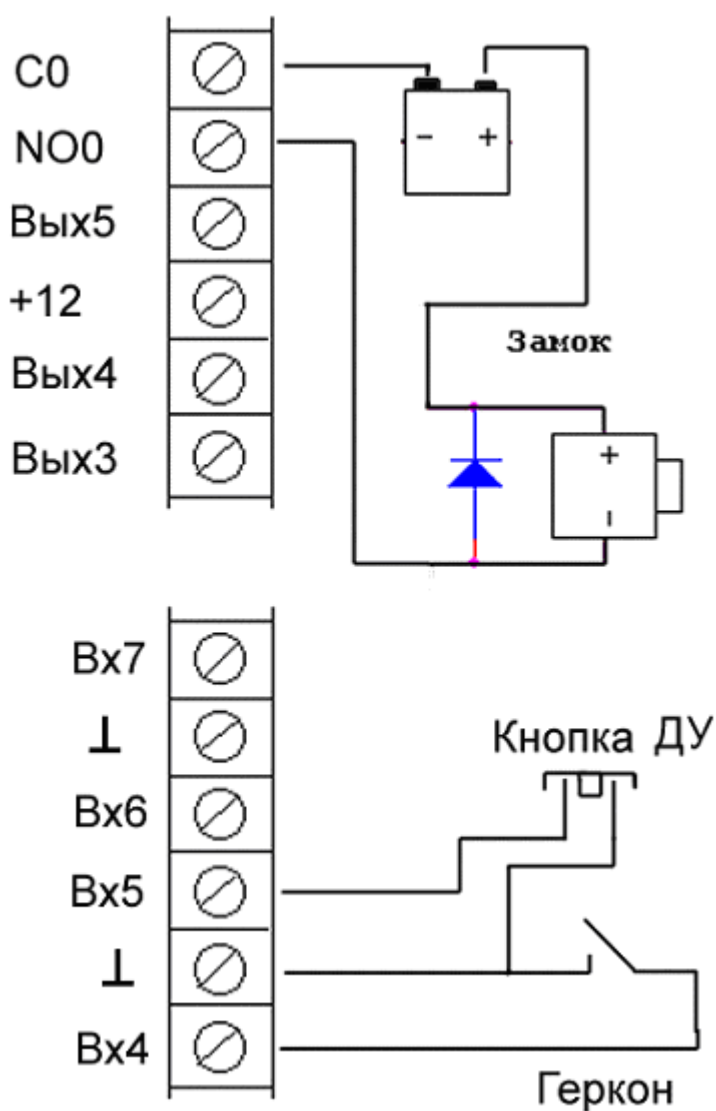 C0
NO0
Вых5
+12
Вых4
Вых3
- +
Замок
+
-
Вх7
⊥
Вх6
Вх5
⊥
Вх4
Кнопка ДУ
Геркон